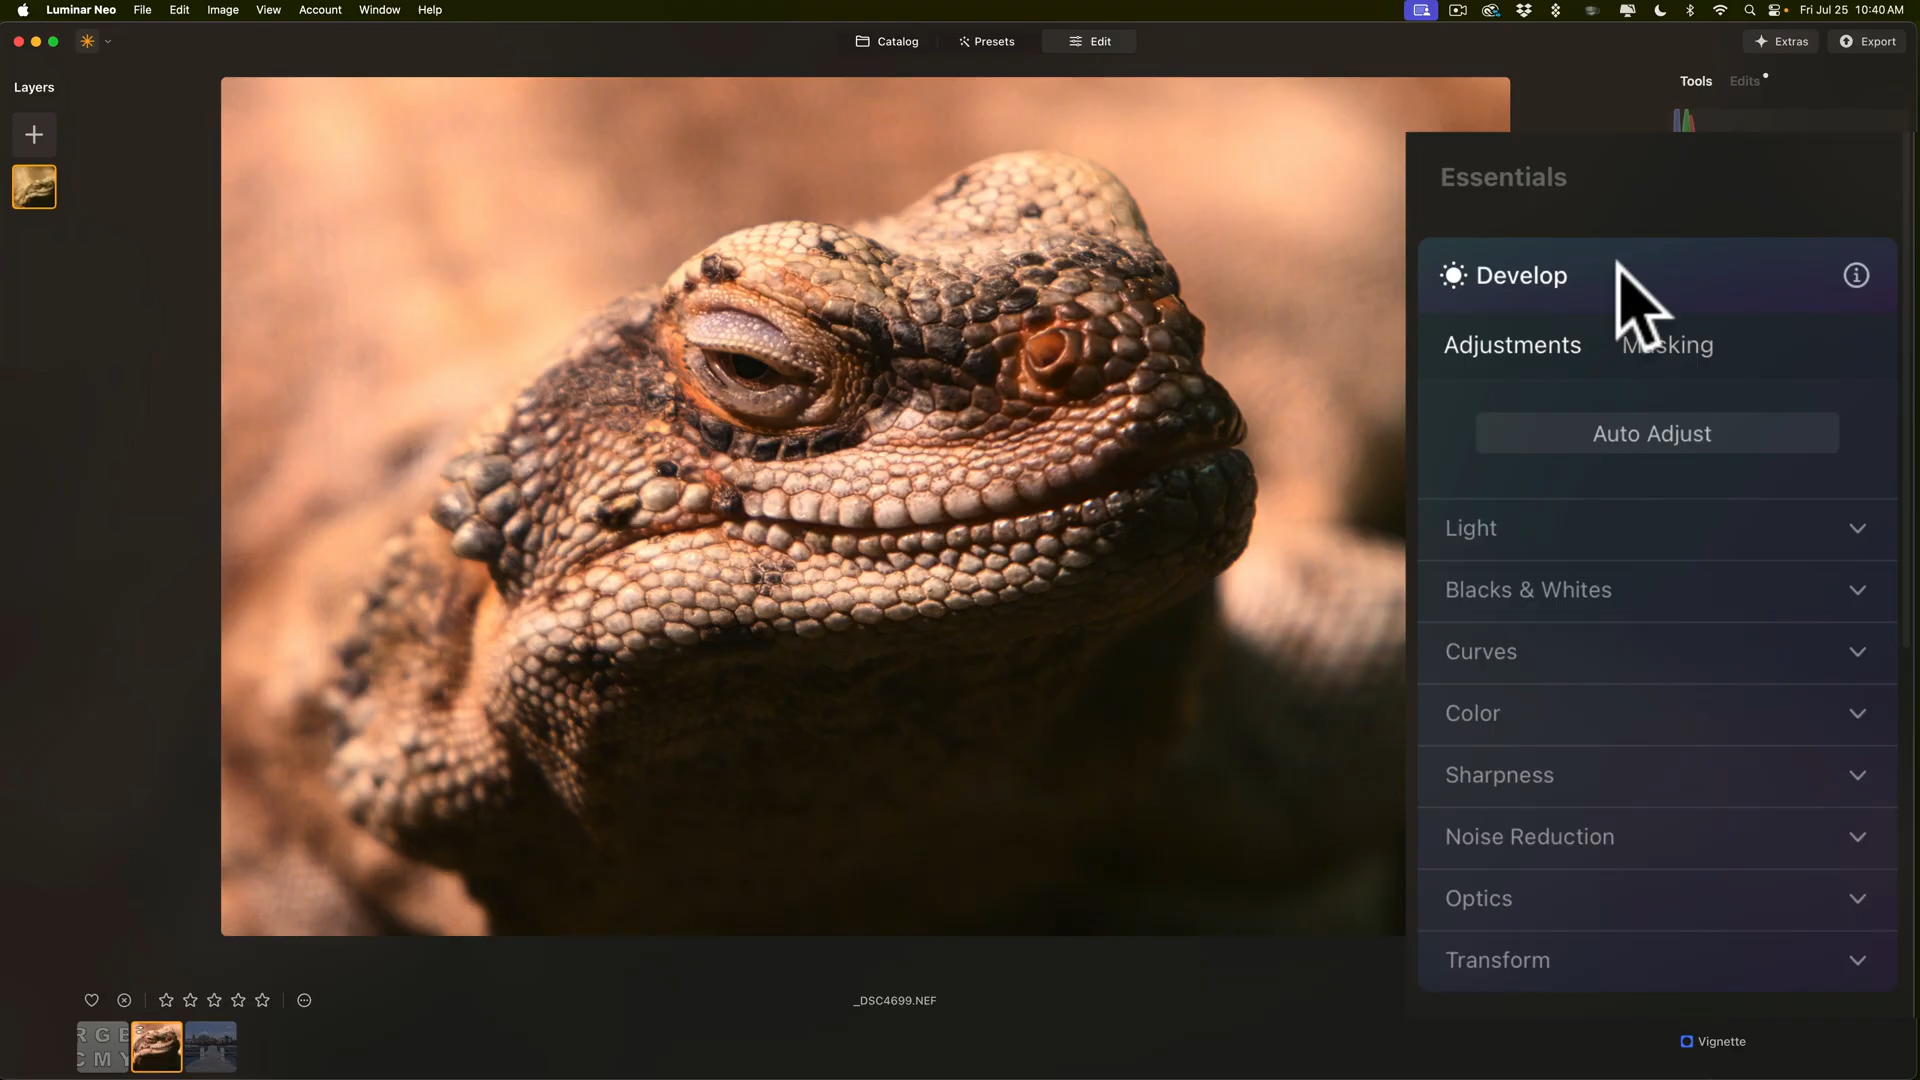 Luminar Neo File Edit Image View Account Window Help Fri Jul 25 10:40 AM
Catalog Presets Edit Extras Export
Layers
Tools Edits
Essentials
Develop
Adjustments Masking
Auto Adjust
Light
Blacks & Whites
Curves
Color
Sharpness
Noise Reduction
Optics
Transform
_DSC4699.NEF
R G
C M Y
Vignette